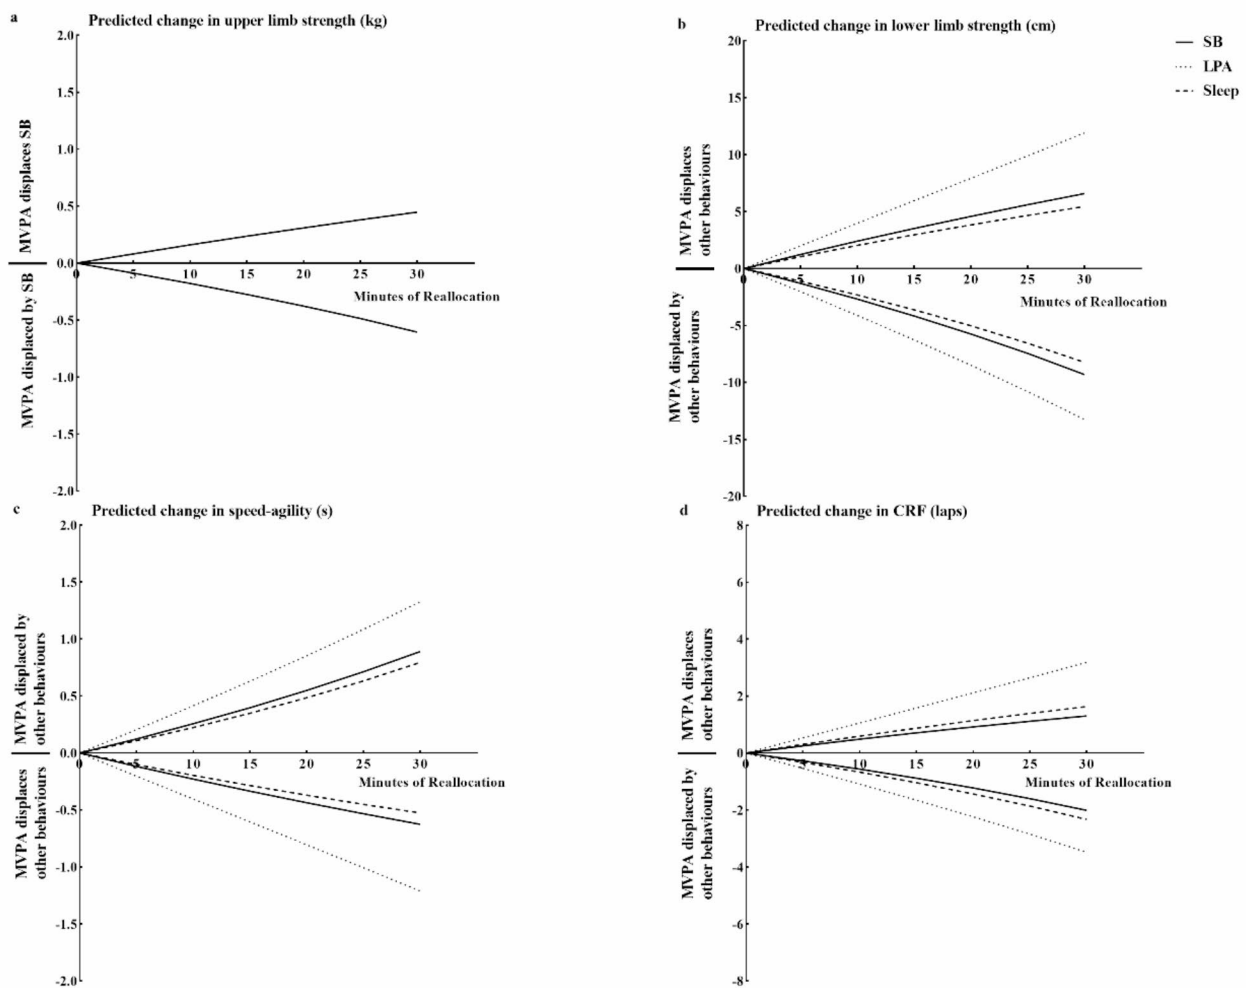 a
Predicted change in upper limb strength (kg)
2.0
1.5
1.0
0.5
0.0
-0.5
-1.0
-1.5
-2.0
0
5
10
15
20
25
30
Minutes of Reallocation
MVPA displaces SB
MVPA displaced by SB
b
Predicted change in lower limb strength (cm)
20
15
10
5
0
-5
-10
-15
-20
0
5
10
15
20
25
30
Minutes of Reallocation
MVPA displaces
other behaviours
MVPA displaced by
other behaviours
SB
LPA
Sleep
c
Predicted change in speed-agility (s)
2.0
1.5
1.0
0.5
0.0
-0.5
-1.0
-1.5
-2.0
0
5
10
15
20
25
30
Minutes of Reallocation
MVPA displaced by
other behaviours
MVPA displaces
other behaviours
d
Predicted change in CRF (laps)
8
6
4
2
0
-2
-4
-6
-8
0
5
10
15
20
25
30
Minutes of Reallocation
MVPA displaces
other behaviours
MVPA displaced by
other behaviours